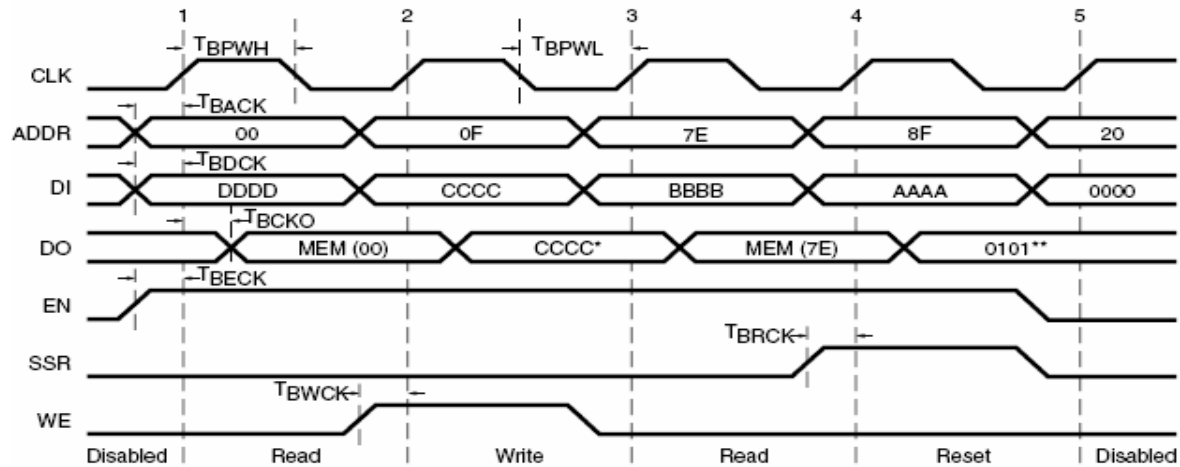 1 2 3 4 5
TBPWH TBPWL
CLK
TBACK
ADDR 00 0F 7E 8F 20
TBDCK
DI DDDD CCCC BBBB AAAA 0000
TBCKO
DO MEM (00) CCCC* MEM (7E) 0101**
TBECK
EN
TBRCK
SSR
TBWCK
WE
Disabled Read Write Read Reset Disabled